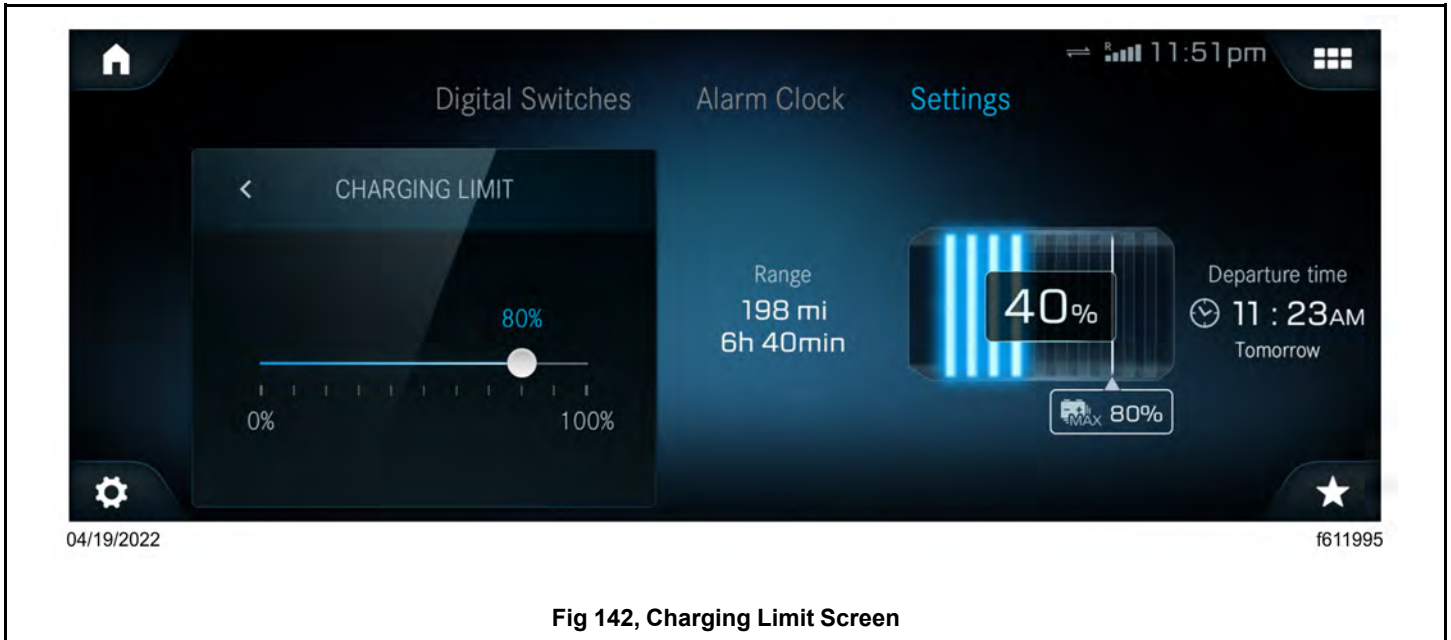 R 11:51pm
Digital Switches Alarm Clock Settings
CHARGING LIMIT
80%
0% 100%
Range
198 mi
6h 40min
40%
MAX 80%
Departure time
11 : 23AM
Tomorrow
04/19/2022 f611995
Fig 142, Charging Limit Screen